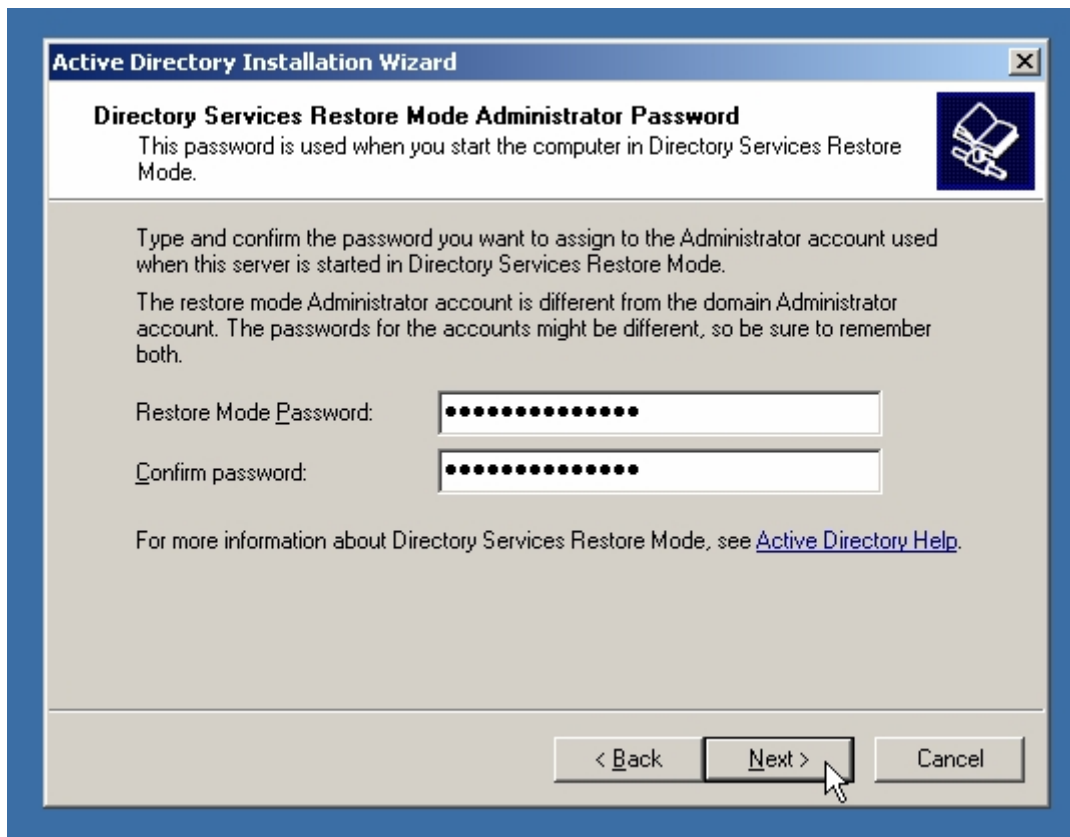 Active Directory Installation Wizard
Directory Services Restore Mode Administrator Password
This password is used when you start the computer in Directory Services Restore
Mode.
Type and confirm the password you want to assign to the Administrator account used
when this server is started in Directory Services Restore Mode.
The restore mode Administrator account is different from the domain Administrator
account. The passwords for the accounts might be different, so be sure to remember
both.
Restore Mode Password: ••••••••••••••
Confirm password: ••••••••••••••
For more information about Directory Services Restore Mode, see Active Directory Help.
< Back Next > Cancel